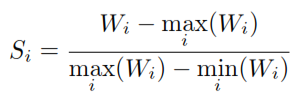 S_i = \frac{W_i - \max_i(W_i)}{\max_i(W_i) - \min_i(W_i)}